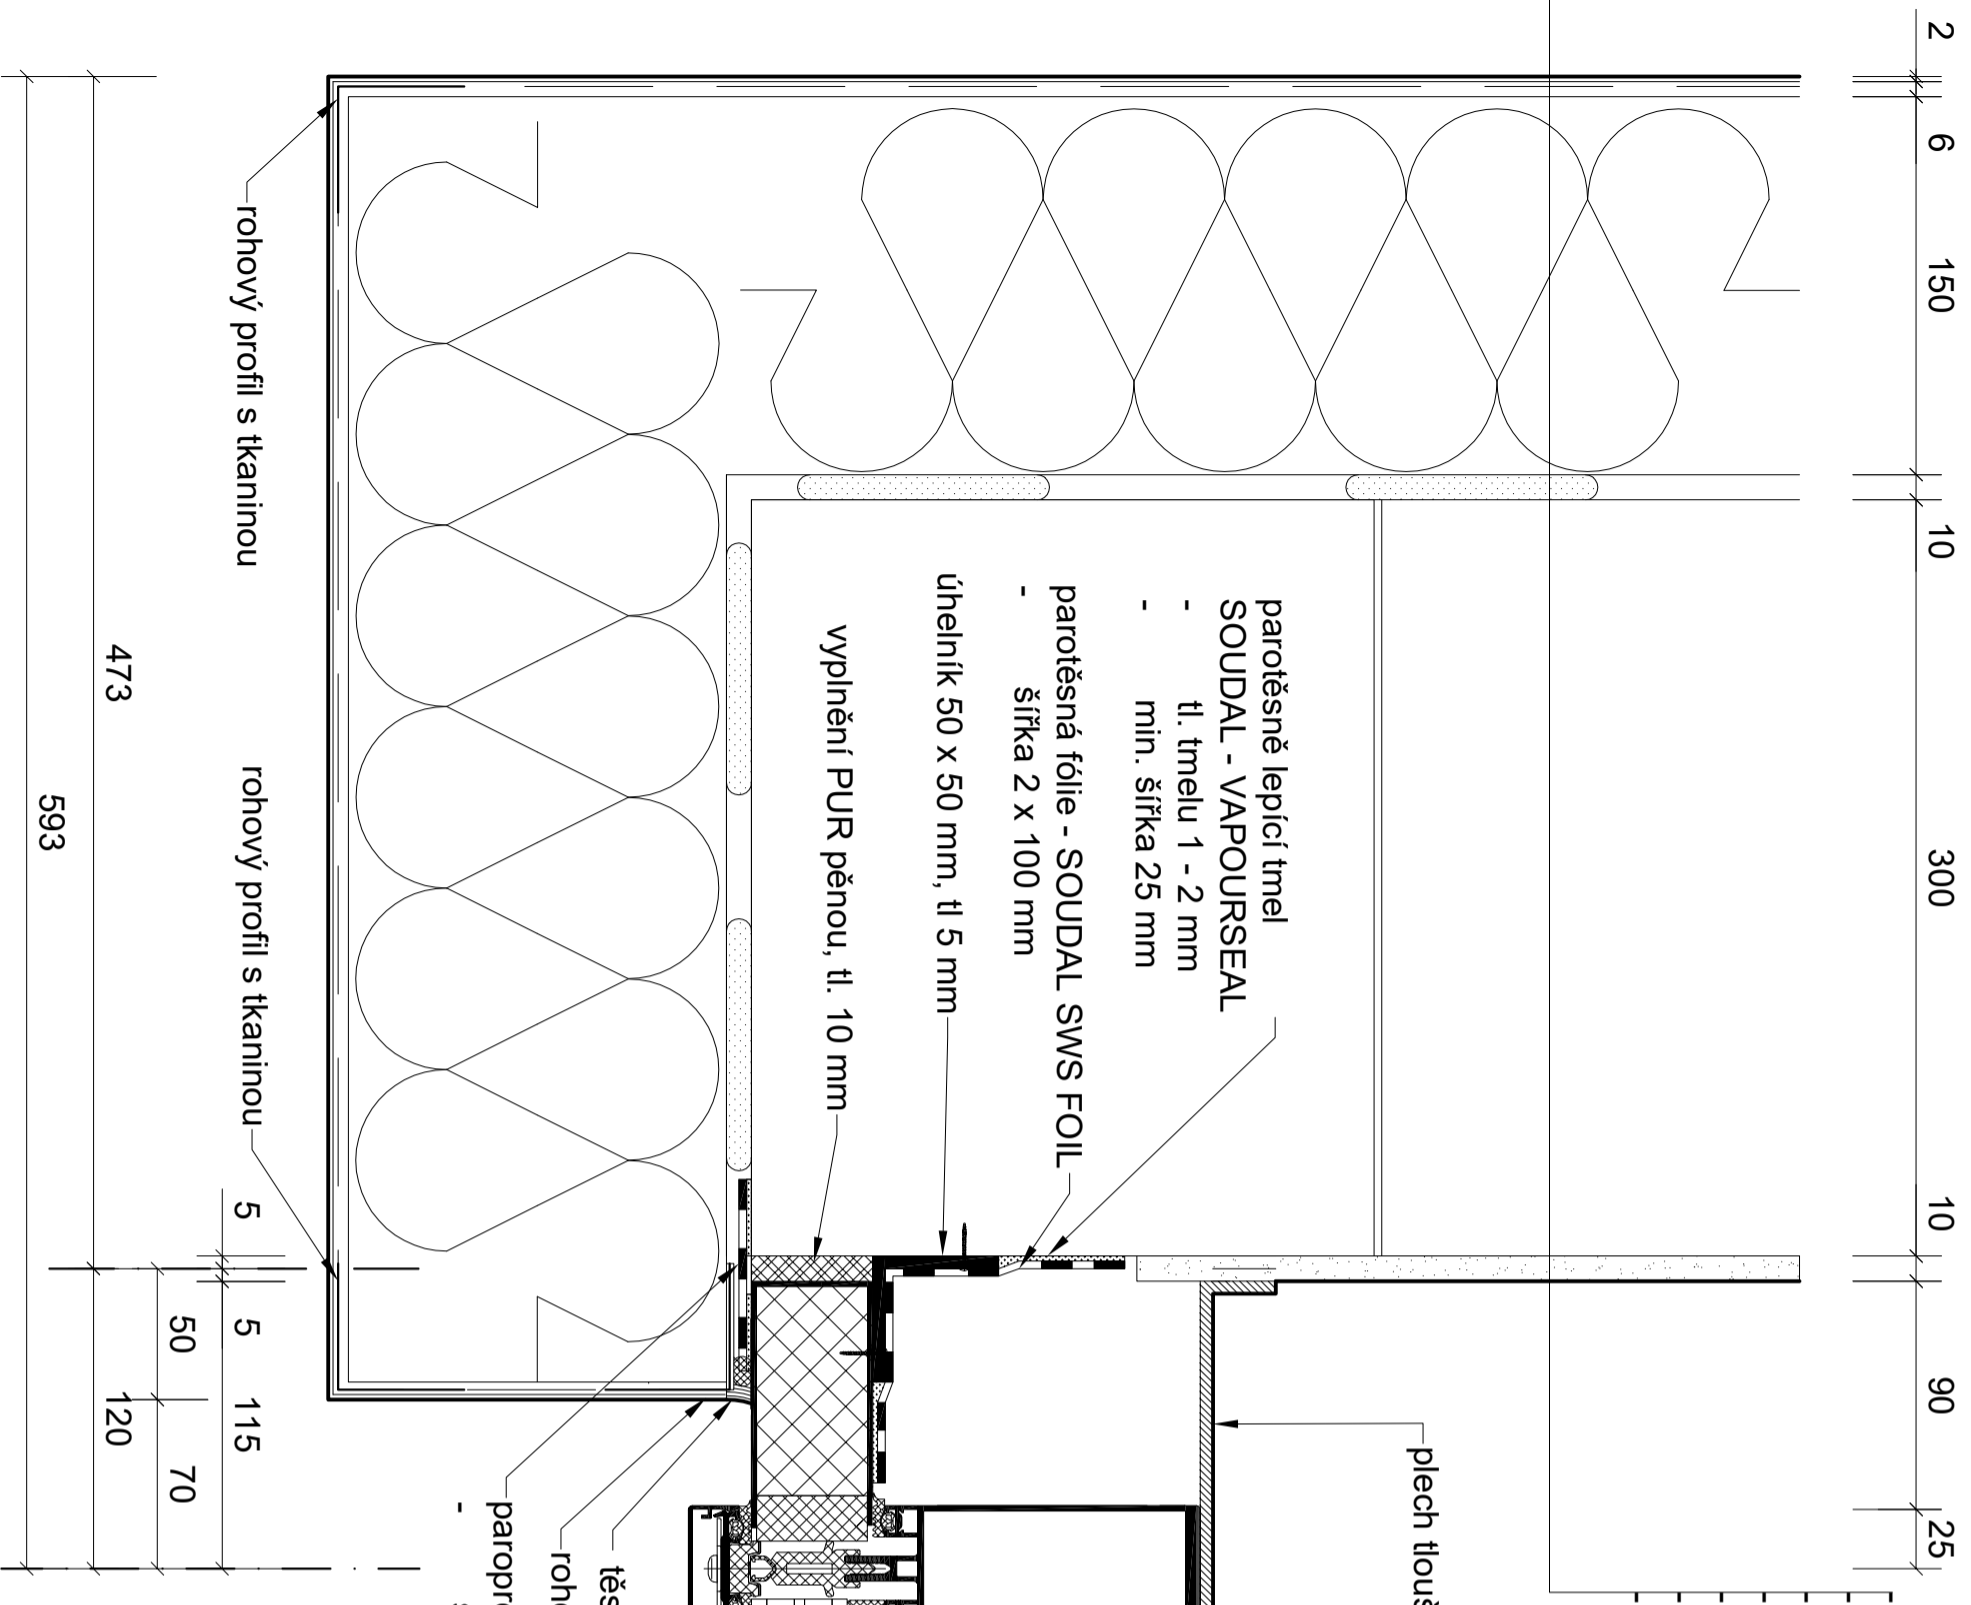 2
6
150
10
300
10
90
25
parotěsně lepící tmel
SOUDAL - VAPOURSEAL
- tl. tmelu 1 - 2 mm
- min. šířka 25 mm
parotěsná fólie - SOUDAL SWS FOIL
- šířka 2 x 100 mm
úhelník 50 x 50 mm, tl 5 mm
vyplnění PUR pěnou, tl. 10 mm
plech tlouš
těs
roho
paropro
-
rohový profil s tkaninou
rohový profil s tkaninou
5
5
115
50
70
473
120
593